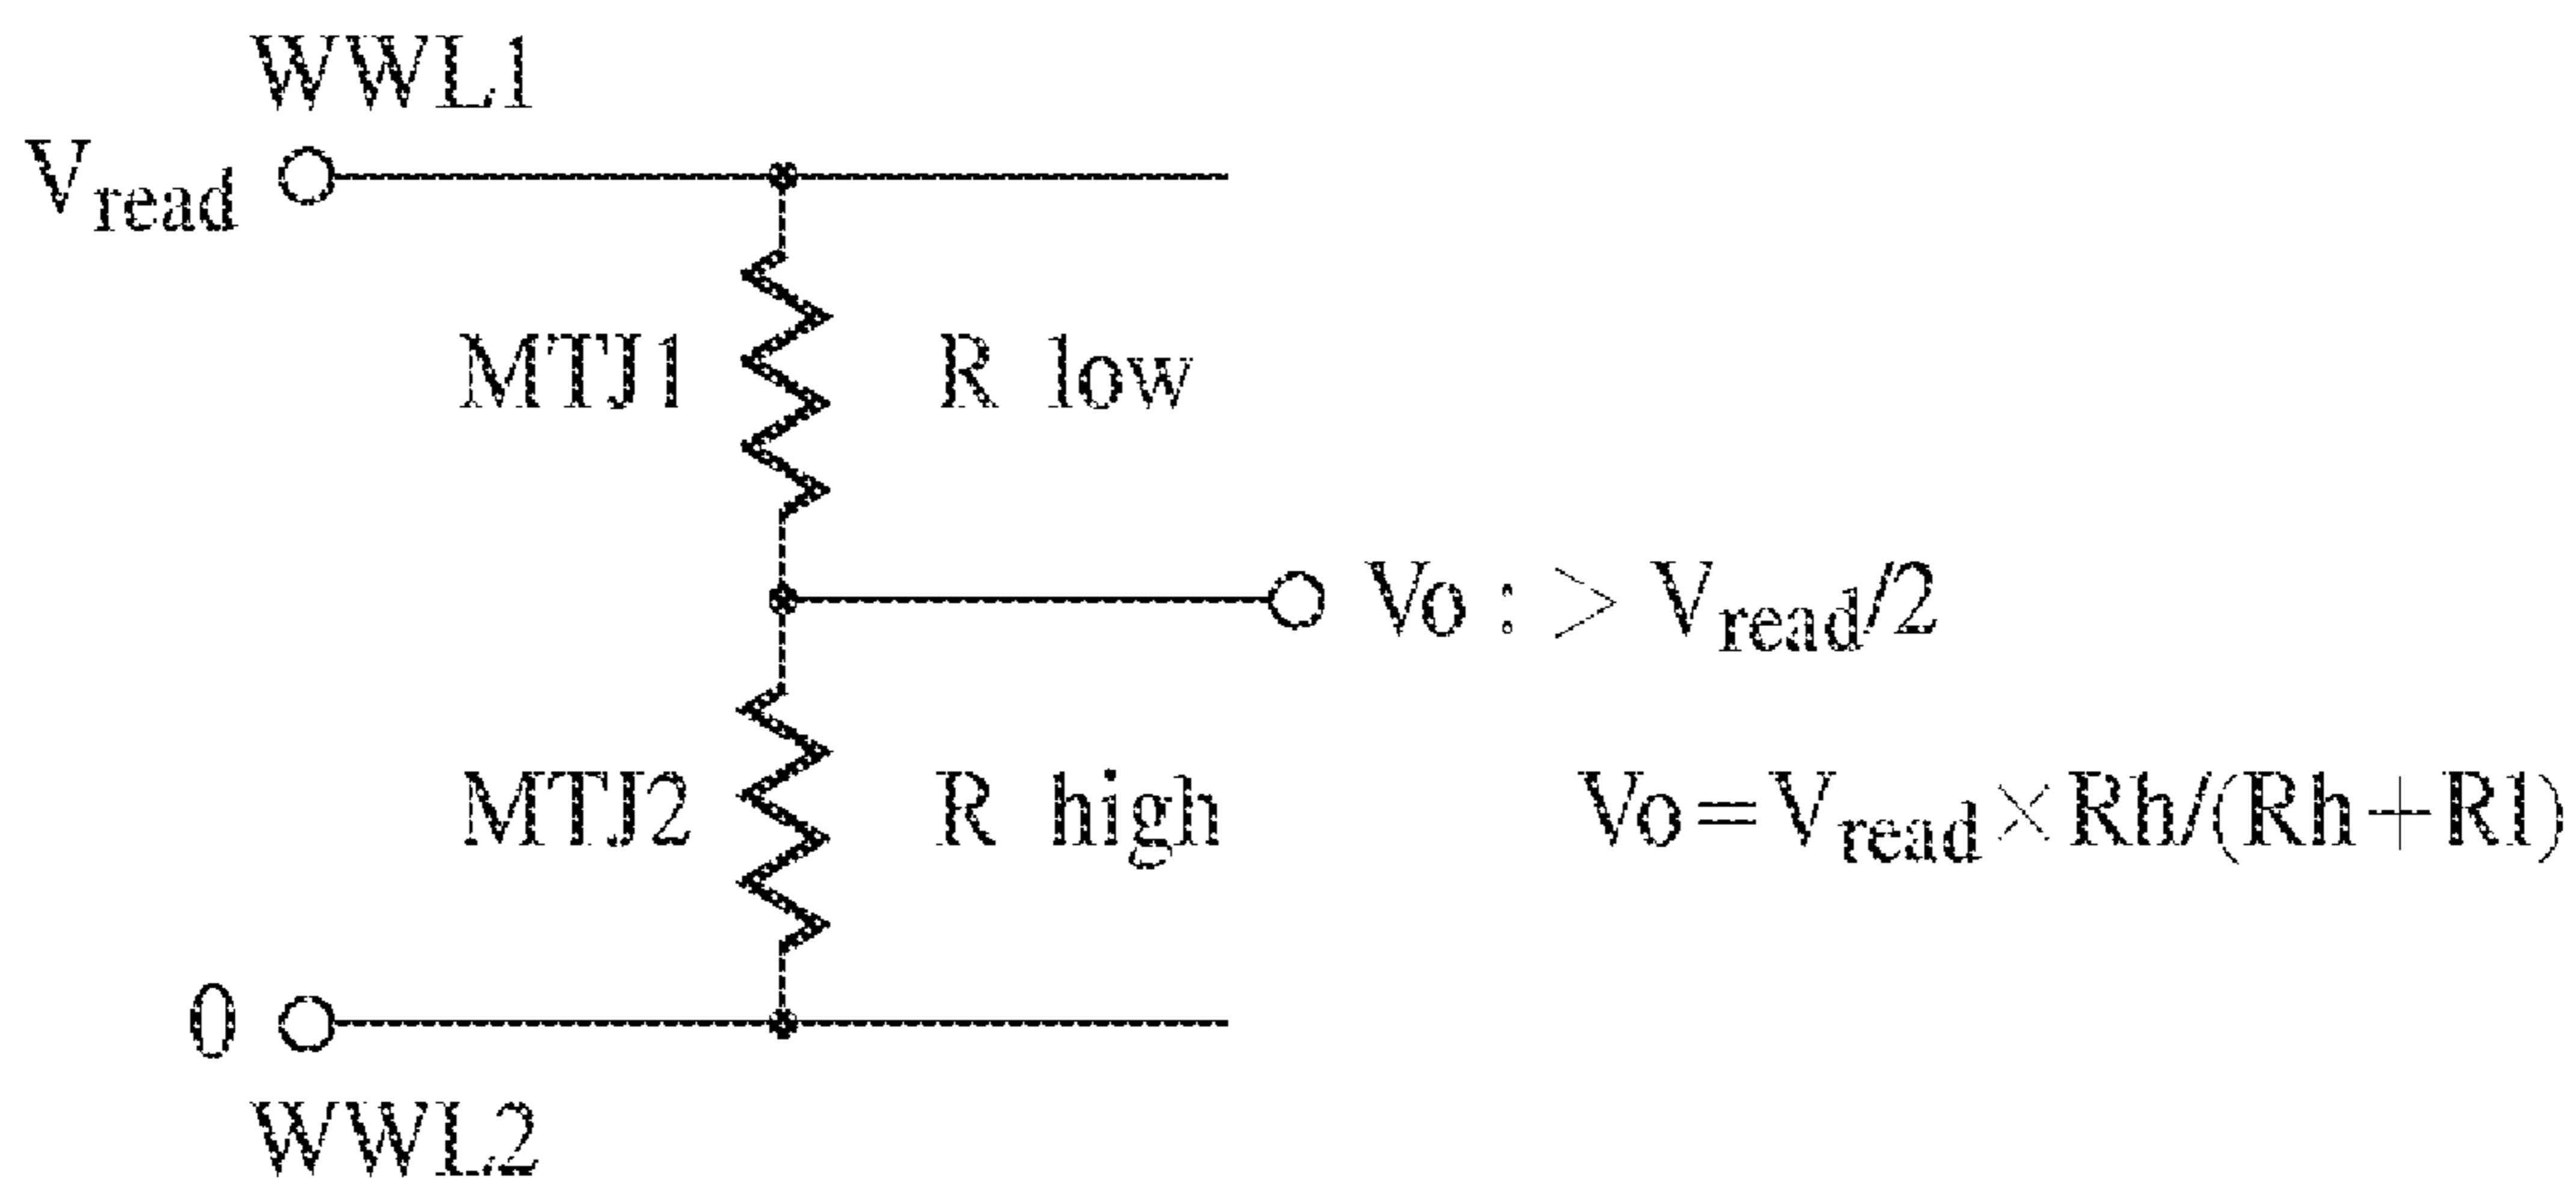 WWL1
Vread
MTJ1 R low
Vo : > Vread/2
MTJ2 R high
Vo=Vread×Rh/(Rh+Rl)
0
WWL2